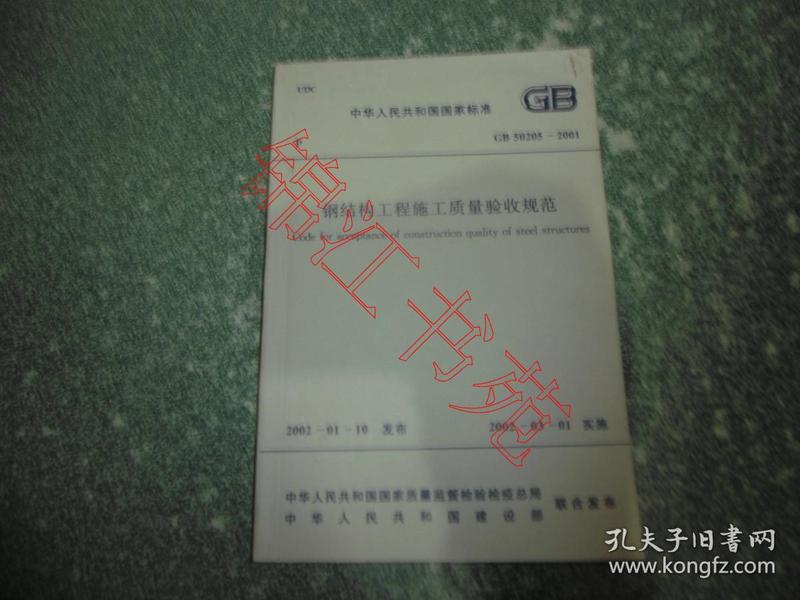 UDC
中华人民共和国国家标准
GB
P
GB 50205-2001
钢结构工程施工质量验收规范
Code for acceptance of construction quality of steel structures
锦江书苑
2002-01-10 发布
2002-03-01 实施
中华人民共和国国家质量监督检验检疫总局
中华人民共和国建设部
联合发布
孔夫子旧书网
www.kongfz.com